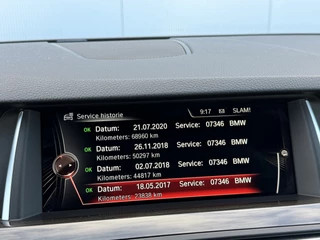 Service historie 9:17 68 SLAM!
OK Datum: 21.07.2020 Service: 07346 BMW
Kilometers: 68960 km
OK Datum: 26.11.2018 Service: 07346 BMW
Kilometers: 50297 km
OK Datum: 02.07.2018 Service: 07346 BMW
Kilometers: 44817 km
OK Datum: 18.05.2017 Service: 07346 BMW
Kilometers: 23838 km